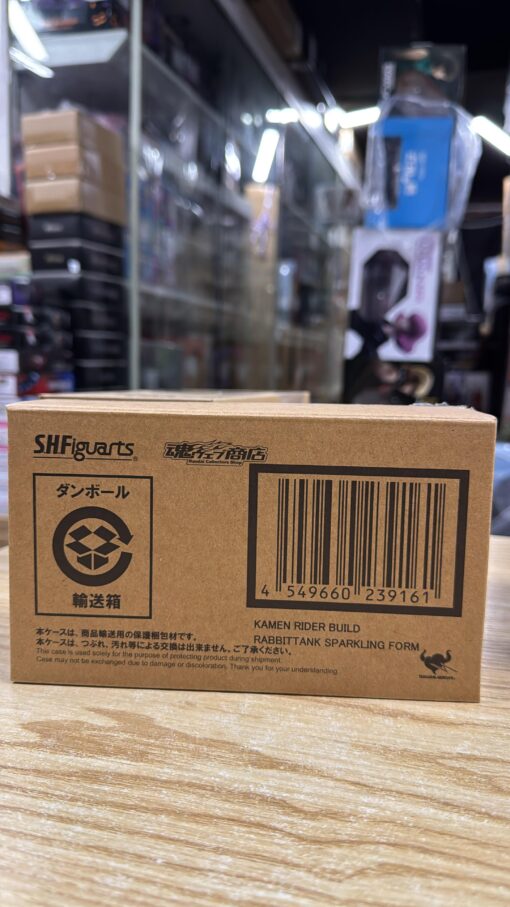 S.H.Figuarts
魂ウェブ商店
Bandai Collectors Shop
ダンボール
輸送箱
4 549660 239161
KAMEN RIDER BUILD
RABBITTANK SPARKLING FORM
本ケースは、商品輸送用の保護梱包材です。
本ケースは、つぶれ、汚れ等による交換は出来ません。ご了承ください。
This case is used solely for the purpose of protecting product during shipment.
Case may not be exchanged due to damage or discoloration. Thank you for your understanding.